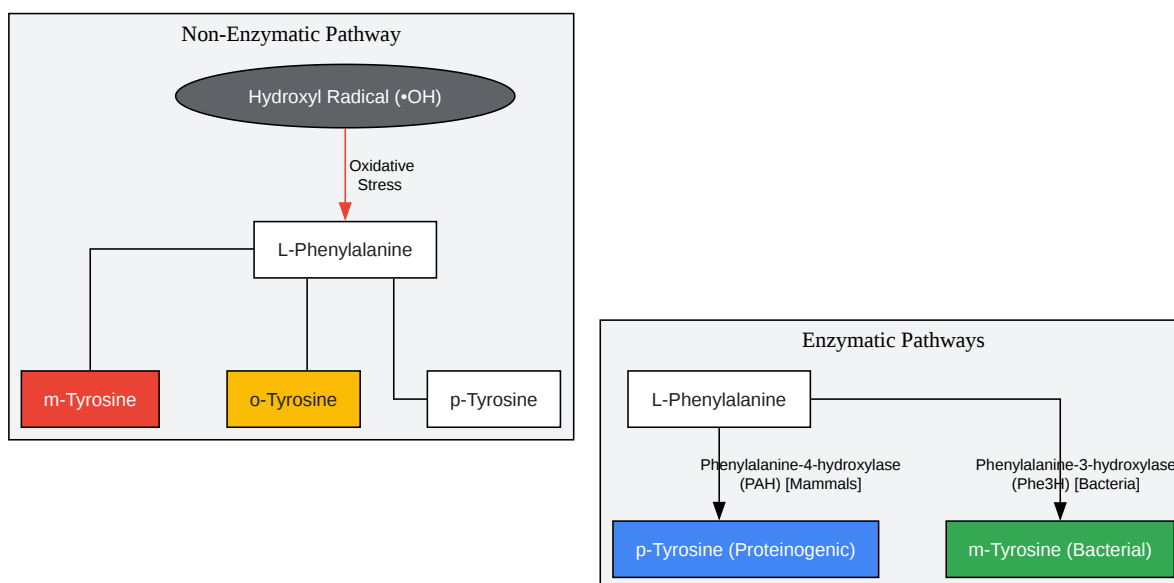 Non-Enzymatic Pathway
Hydroxyl Radical (•OH)
Oxidative
Stress
L-Phenylalanine
m-Tyrosine
o-Tyrosine
p-Tyrosine
Enzymatic Pathways
L-Phenylalanine
Phenylalanine-4-hydroxylase
(PAH) [Mammals]
Phenylalanine-3-hydroxylase
(Phe3H) [Bacteria]
p-Tyrosine (Proteinogenic)
m-Tyrosine (Bacterial)